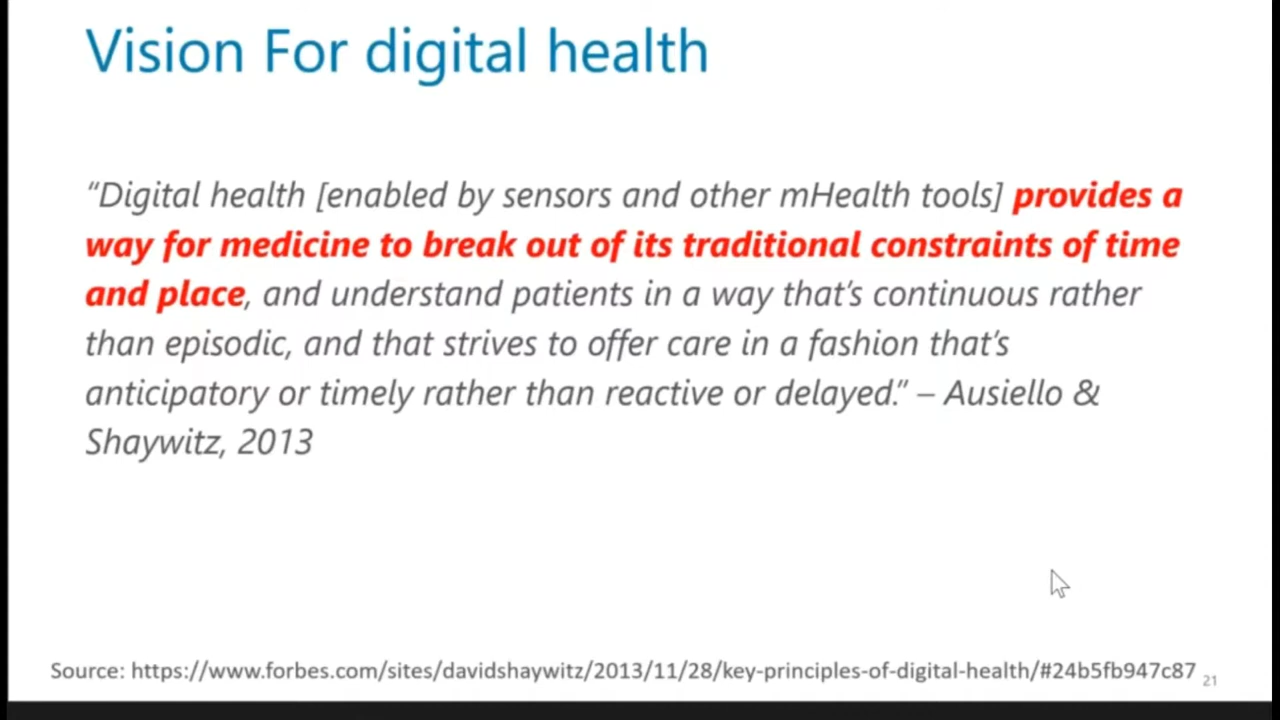 Vision For digital health
“Digital health [enabled by sensors and other mHealth tools] provides a
way for medicine to break out of its traditional constraints of time
and place, and understand patients in a way that’s continuous rather
than episodic, and that strives to offer care in a fashion that’s
anticipatory or timely rather than reactive or delayed.” – Ausiello &
Shaywitz, 2013
Source: https://www.forbes.com/sites/davidshaywitz/2013/11/28/key-principles-of-digital-health/#24b5fb947c87
21